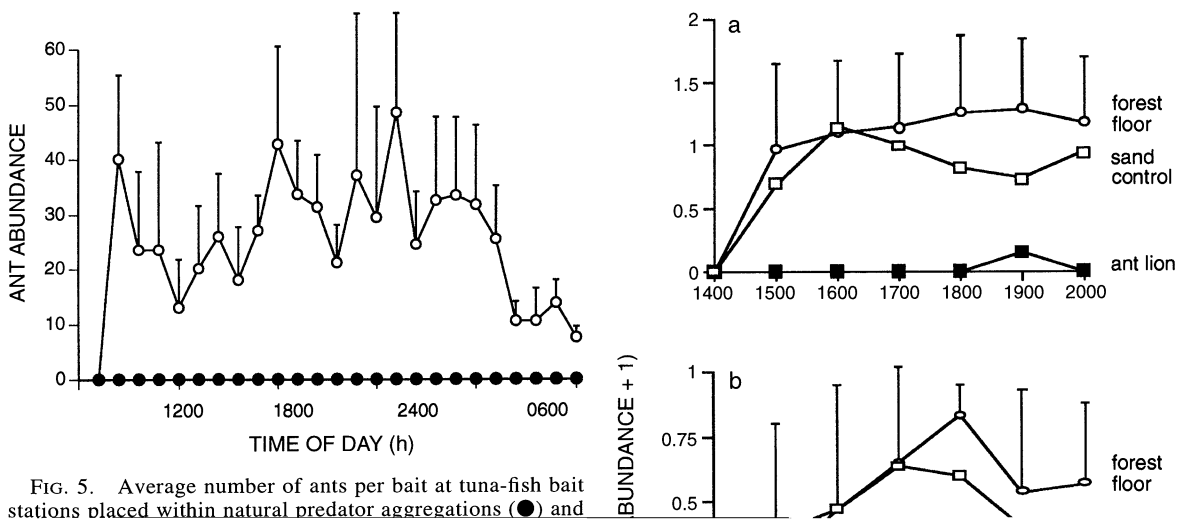 60
50
40
30
20
10
0
ANT ABUNDANCE
1200 1800 2400 0600
TIME OF DAY (h)
FIG. 5. Average number of ants per bait at tuna-fish bait
stations placed within natural predator aggregations (●) and
a
2
1.5
1
0.5
0
forest
floor
sand
control
ant lion
1400 1500 1600 1700 1800 1900 2000
b
1
0.75
0.5
BUNDANCE + 1)
forest
floor